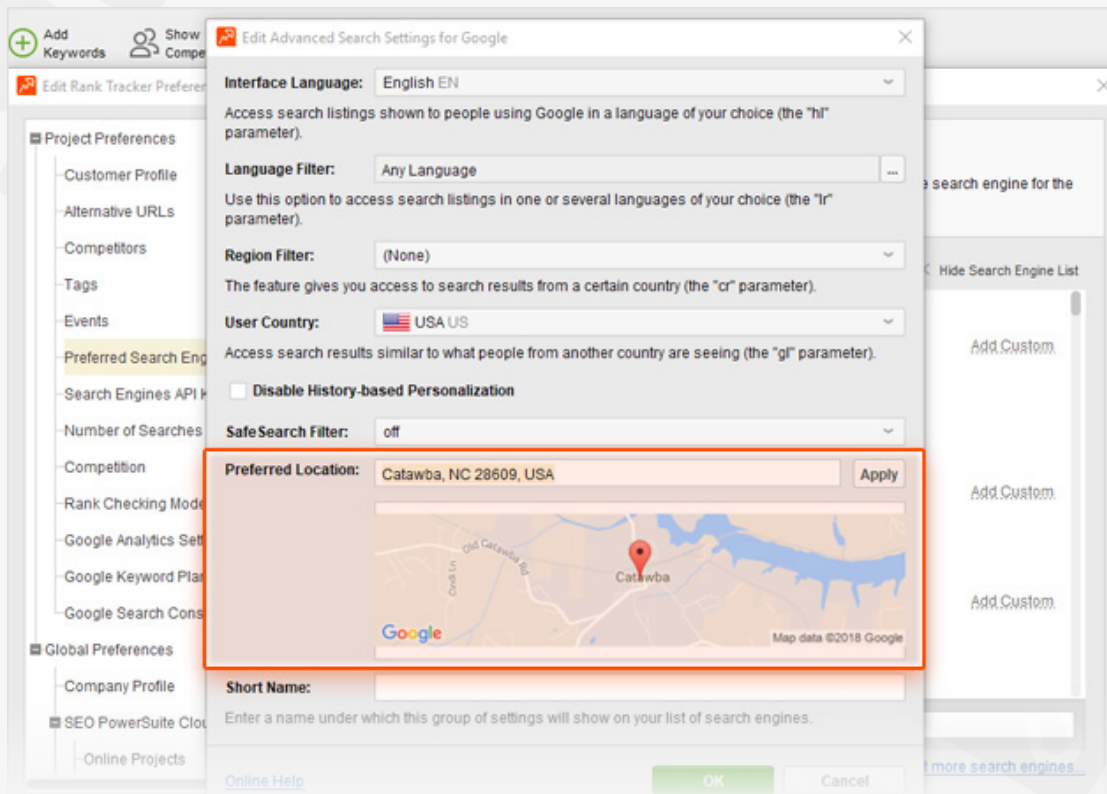 Add
Keywords
Show
Compe
Edit Rank Tracker Preferen
Project Preferences
Customer Profile
Alternative URLs
Competitors
Tags
Events
Preferred Search Eng
Search Engines API K
Number of Searches
Competition
Rank Checking Mode
Google Analytics Sett
Google Keyword Plan
Google Search Cons
Global Preferences
Company Profile
SEO PowerSuite Clou
Online Projects
Edit Advanced Search Settings for Google
Interface Language: English EN
Access search listings shown to people using Google in a language of your choice (the "hl"
parameter).
Language Filter: Any Language ...
Use this option to access search listings in one or several languages of your choice (the "lr"
parameter).
Region Filter: (None)
The feature gives you access to search results from a certain country (the "cr" parameter).
User Country: USA US
Access search results similar to what people from another country are seeing (the "gl" parameter).
Disable History-based Personalization
SafeSearch Filter: off
Preferred Location: Catawba, NC 28609, USA Apply
Old Catawba Rd
Ondi Ln
Catawba
Google
Map data ©2018 Google
Short Name:
Enter a name under which this group of settings will show on your list of search engines.
Online Help OK Cancel
e search engine for the
Hide Search Engine List
Add Custom
Add Custom
Add Custom
t more search engines...